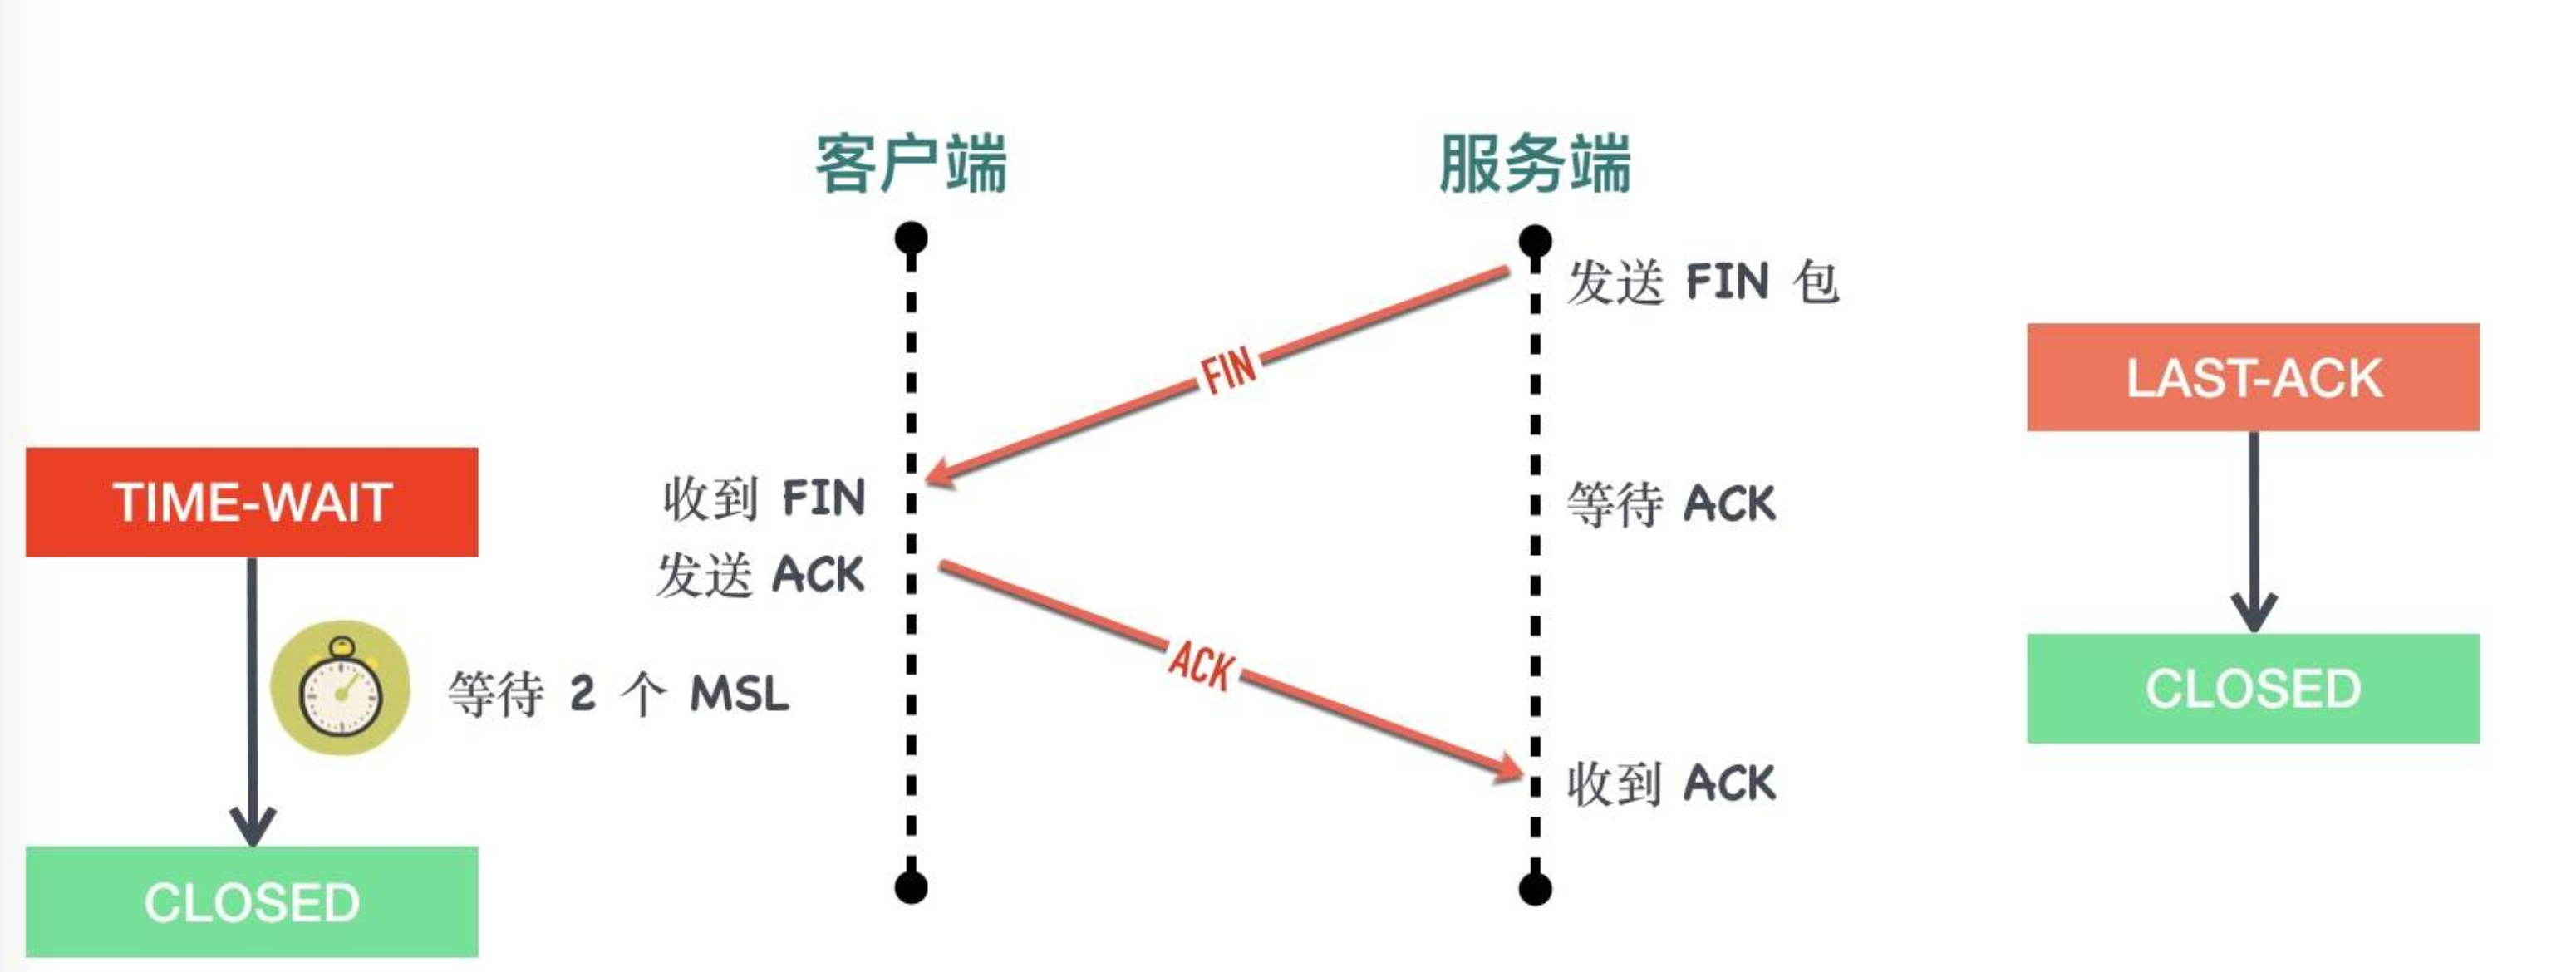 客户端
服务端
发送 FIN 包
FIN
LAST-ACK
TIME-WAIT
收到 FIN
等待 ACK
发送 ACK
ACK
等待 2 个 MSL
CLOSED
收到 ACK
CLOSED